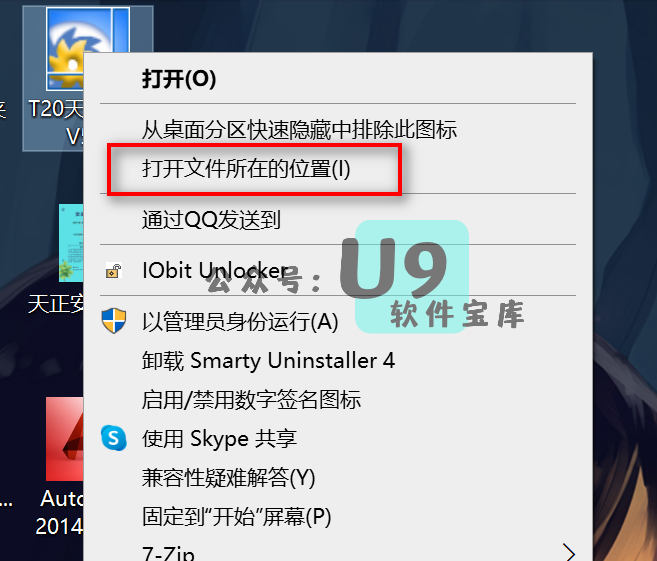 T20天
V5
打开(O)
从桌面分区快速隐藏中排除此图标
打开文件所在的位置(I)
通过QQ发送到
IObit Unlocker
公众号：U9
软件宝库
天正安
以管理员身份运行(A)
卸载 Smarty Uninstaller 4
启用/禁用数字签名图标
使用 Skype 共享
兼容性疑难解答(Y)
...
Auto
2014
固定到“开始”屏幕(P)
7-Zip